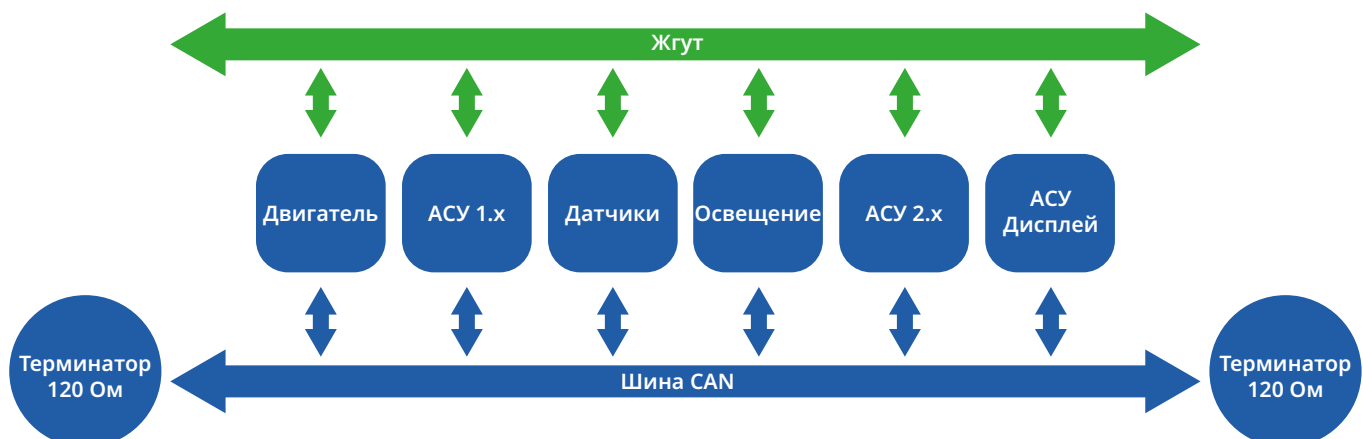 Жгут
Двигатель
АСУ 1.x
Датчики
Освещение
АСУ 2.x
АСУ
Дисплей
Терминатор
120 Ом
Шина CAN
Терминатор
120 Ом